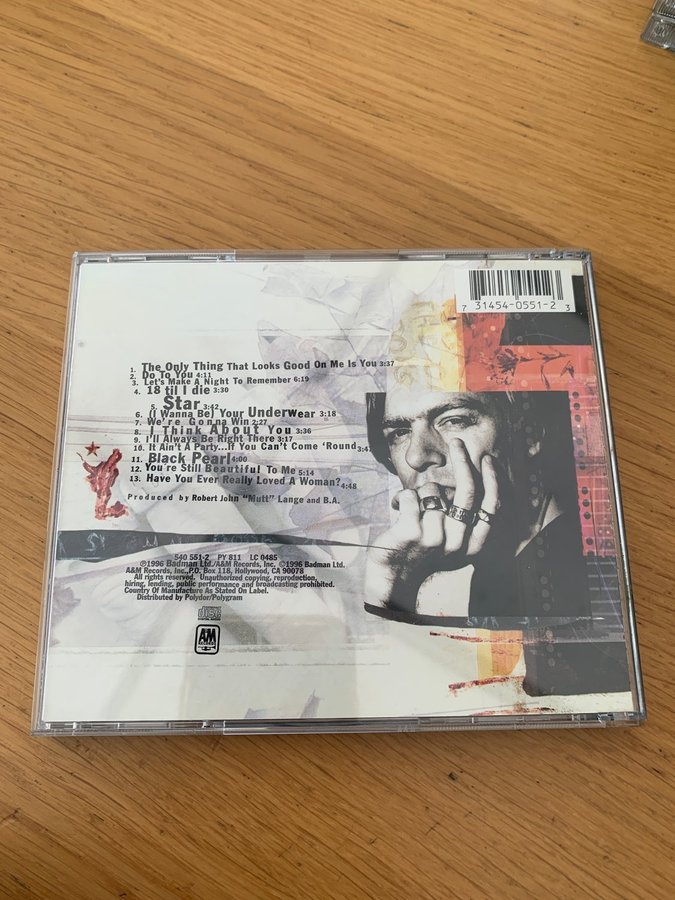 7 31454-0551-2 3
1. The Only Thing That Looks Good On Me Is You 3:37
2. Do To You 4:11
3. Let's Make A Night To Remember 6:19
4. 18 til I die 3:30
5. Star 3:42
6. (I Wanna Be) Your Underwear 3:18
7. We're Gonna Win 2:27
8. I Think About You 3:36
9. I'll Always Be Right There 3:17
10. It Ain't A Party...If You Can't Come 'Round
11. Black Pearl 4:00
12. You're Still Beautiful To Me 5:14
13. Have You Ever Really Loved A Woman? 4:48
Produced by Robert John "Mutt" Lange and B.A.
540 551-2 PY 811 LC 0485
℗1996 Badman Ltd./A&M Records, Inc. ©1996 Badman Ltd.
A&M Records, Inc., P.O. Box 118, Hollywood, CA 90078
All rights reserved. Unauthorized copying, reproduction,
hiring, lending, public performance and broadcasting prohibited.
Country Of Manufacture As Stated On Label.
Distributed by Polydor/Polygram
A&M